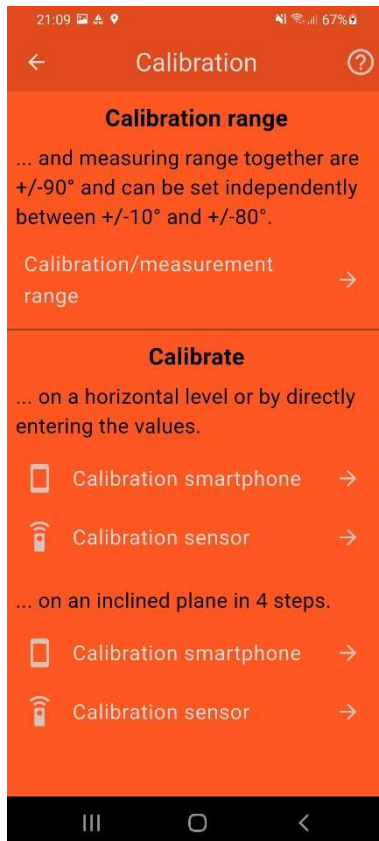 21:09 67%
Calibration
Calibration range
... and measuring range together are
+/-90° and can be set independently
between +/-10° and +/-80°.
Calibration/measurement
range
Calibrate
... on a horizontal level or by directly
entering the values.
Calibration smartphone
Calibration sensor
... on an inclined plane in 4 steps.
Calibration smartphone
Calibration sensor